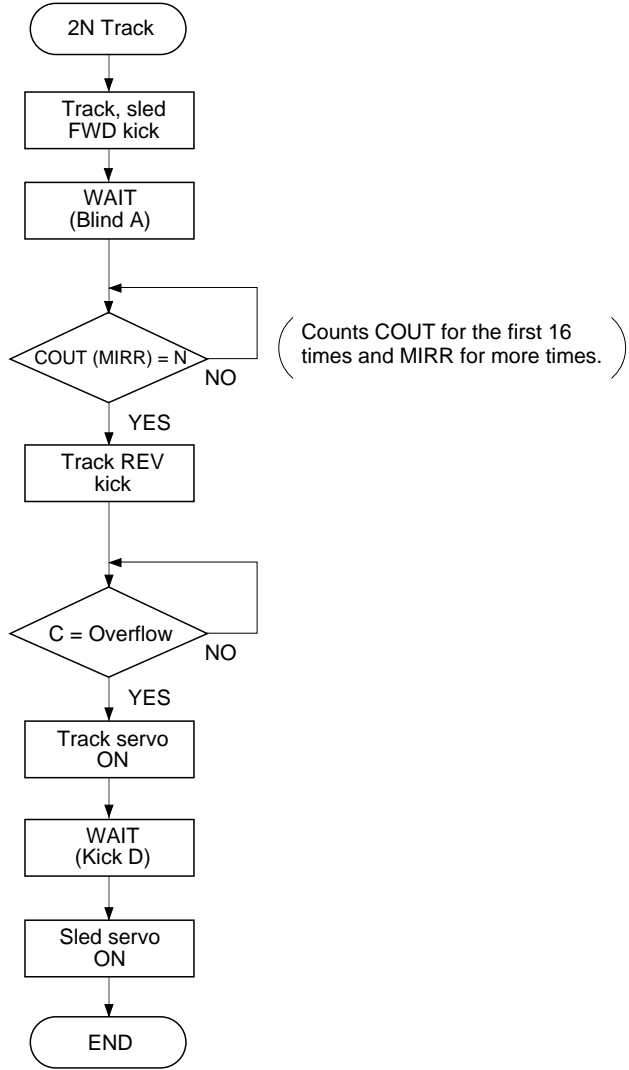 2N Track
Track, sled
FWD kick
WAIT
(Blind A)
COUT (MIRR) = N
NO
Counts COUT for the first 16
times and MIRR for more times.
YES
Track REV
kick
C = Overflow
NO
YES
Track servo
ON
WAIT
(Kick D)
Sled servo
ON
END